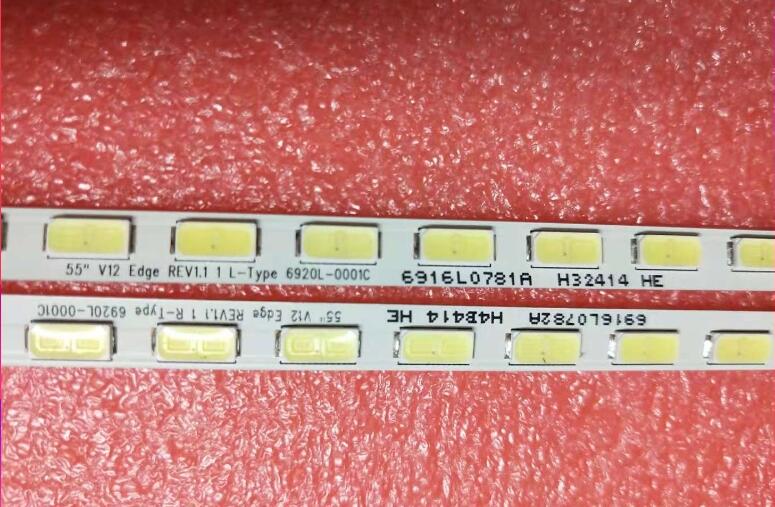 55" V12 Edge REV1.1 1 L-Type 6920L-0001C 6916L0781A H32414 HE
6916L0782A H4B414 HE 55" V12 Edge REV1.1 1 R-Type 6920L-0001C